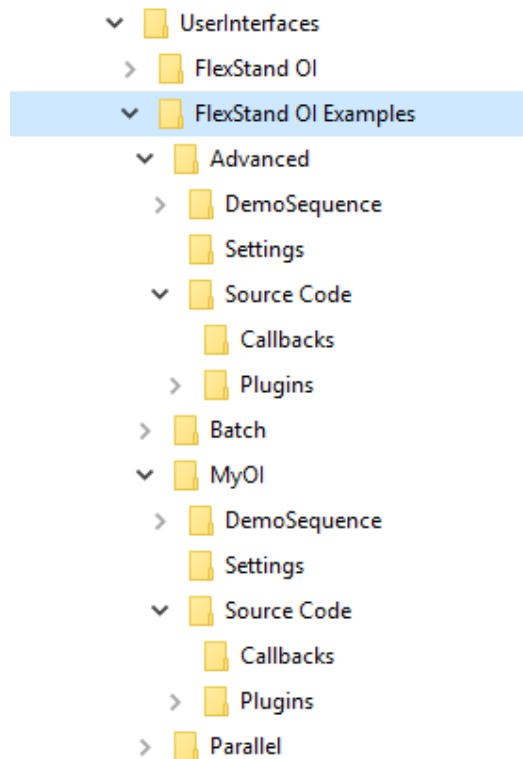 UserInterfaces
FlexStand OI
FlexStand OI Examples
Advanced
DemoSequence
Settings
Source Code
Callbacks
Plugins
Batch
MyOI
DemoSequence
Settings
Source Code
Callbacks
Plugins
Parallel